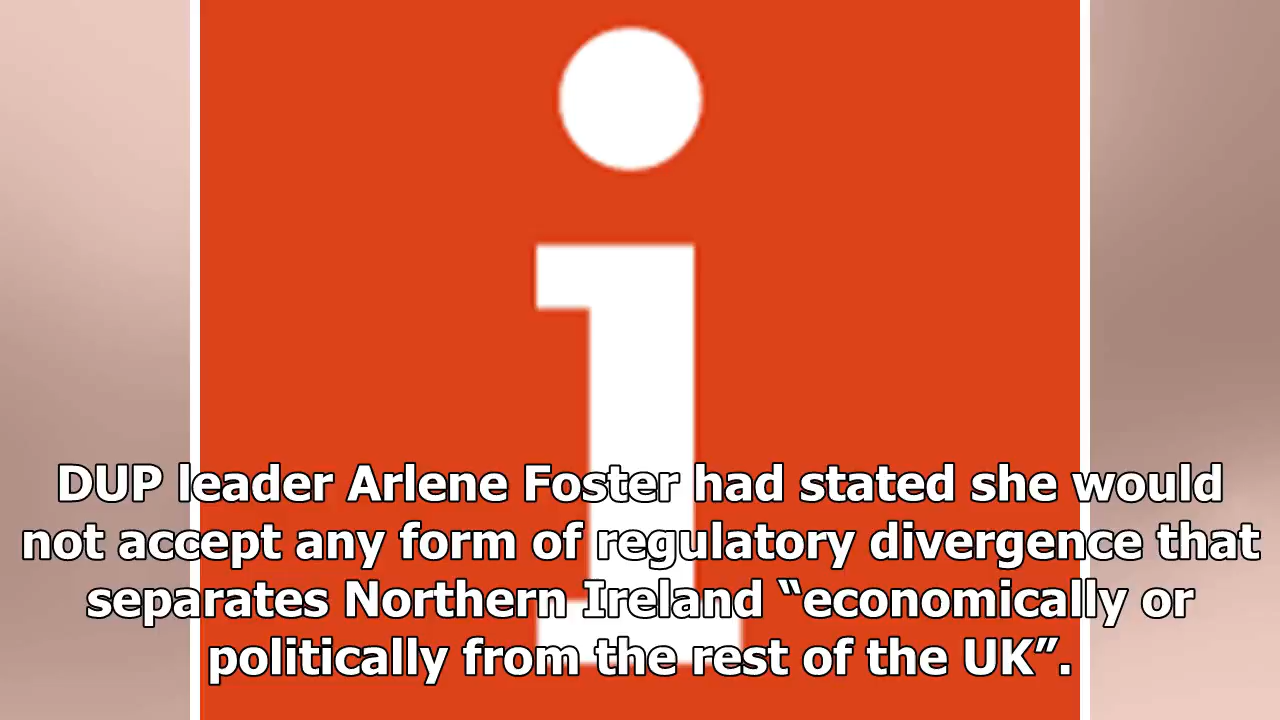 i
DUP leader Arlene Foster had stated she would
not accept any form of regulatory divergence that
separates Northern Ireland “economically or
politically from the rest of the UK”.